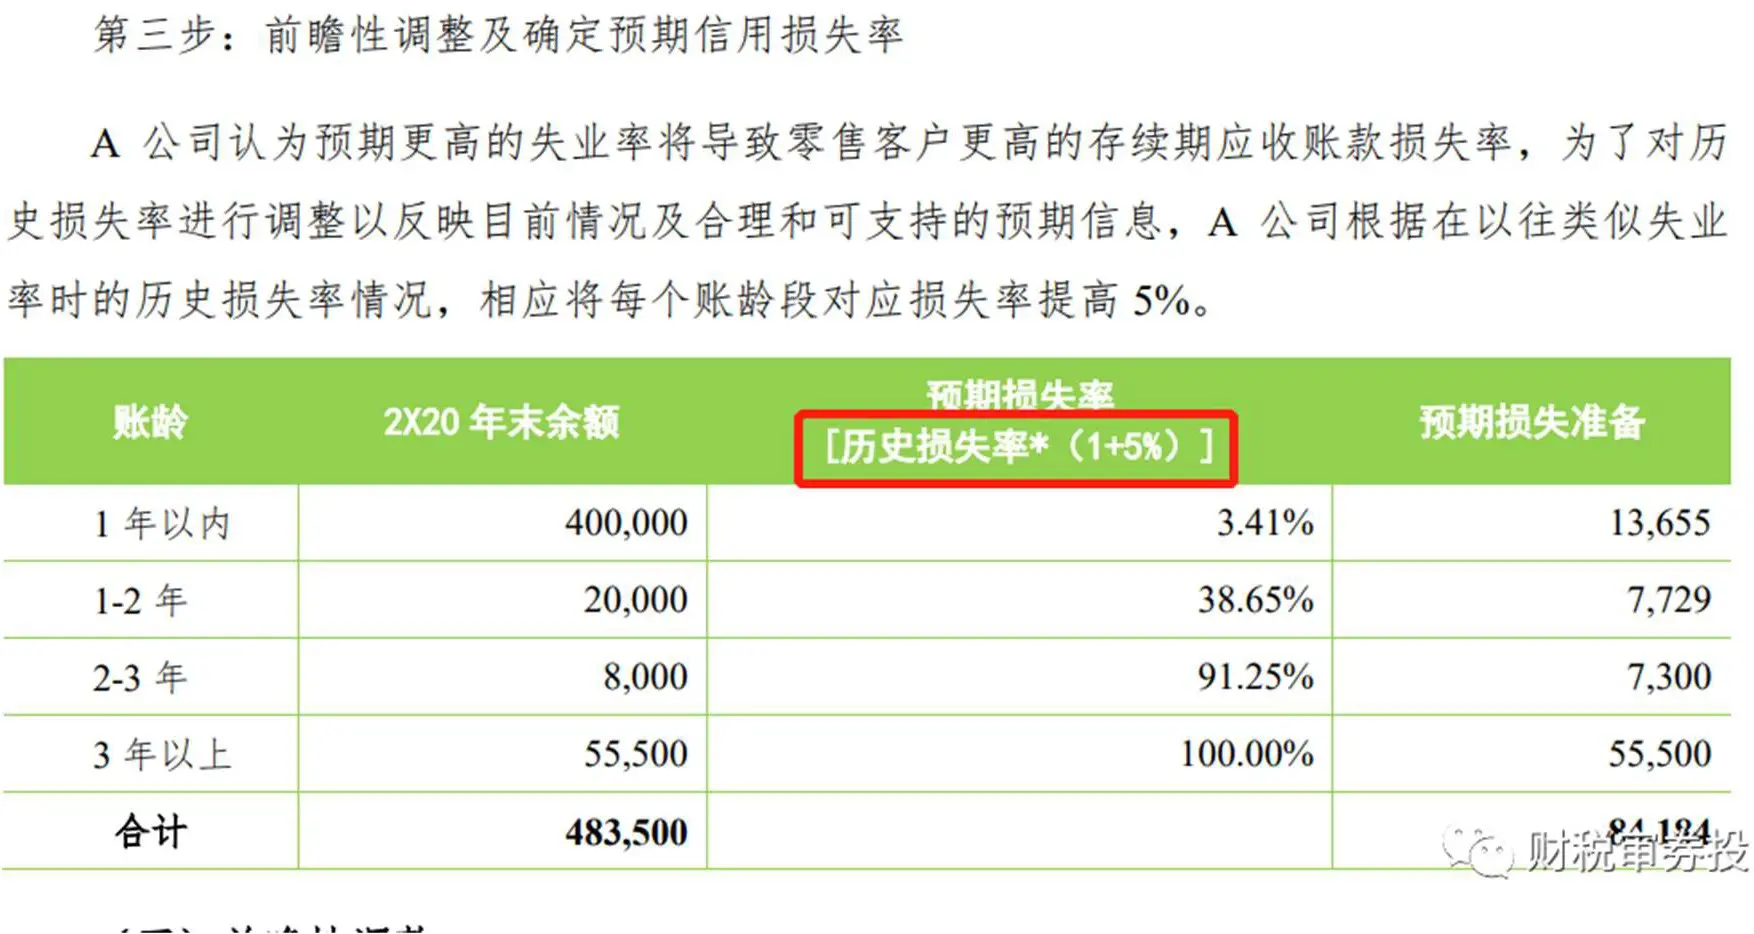 第三步：前瞻性调整及确定预期信用损失率
A 公司认为预期更高的失业率将导致零售客户更高的存续期应收账款损失率，为了对历
史损失率进行调整以反映目前情况及合理和可支持的预期信息，A 公司根据在以往类似失业
率时的历史损失率情况，相应将每个账龄段对应损失率提高 5%。
账龄 2X20 年末余额 预期损失率 预期损失准备
[历史损失率*（1+5%）]
1 年以内 400,000 3.41% 13,655
1-2 年 20,000 38.65% 7,729
2-3 年 8,000 91.25% 7,300
3 年以上 55,500 100.00% 55,500
合计 483,500 84,184
财税审券投